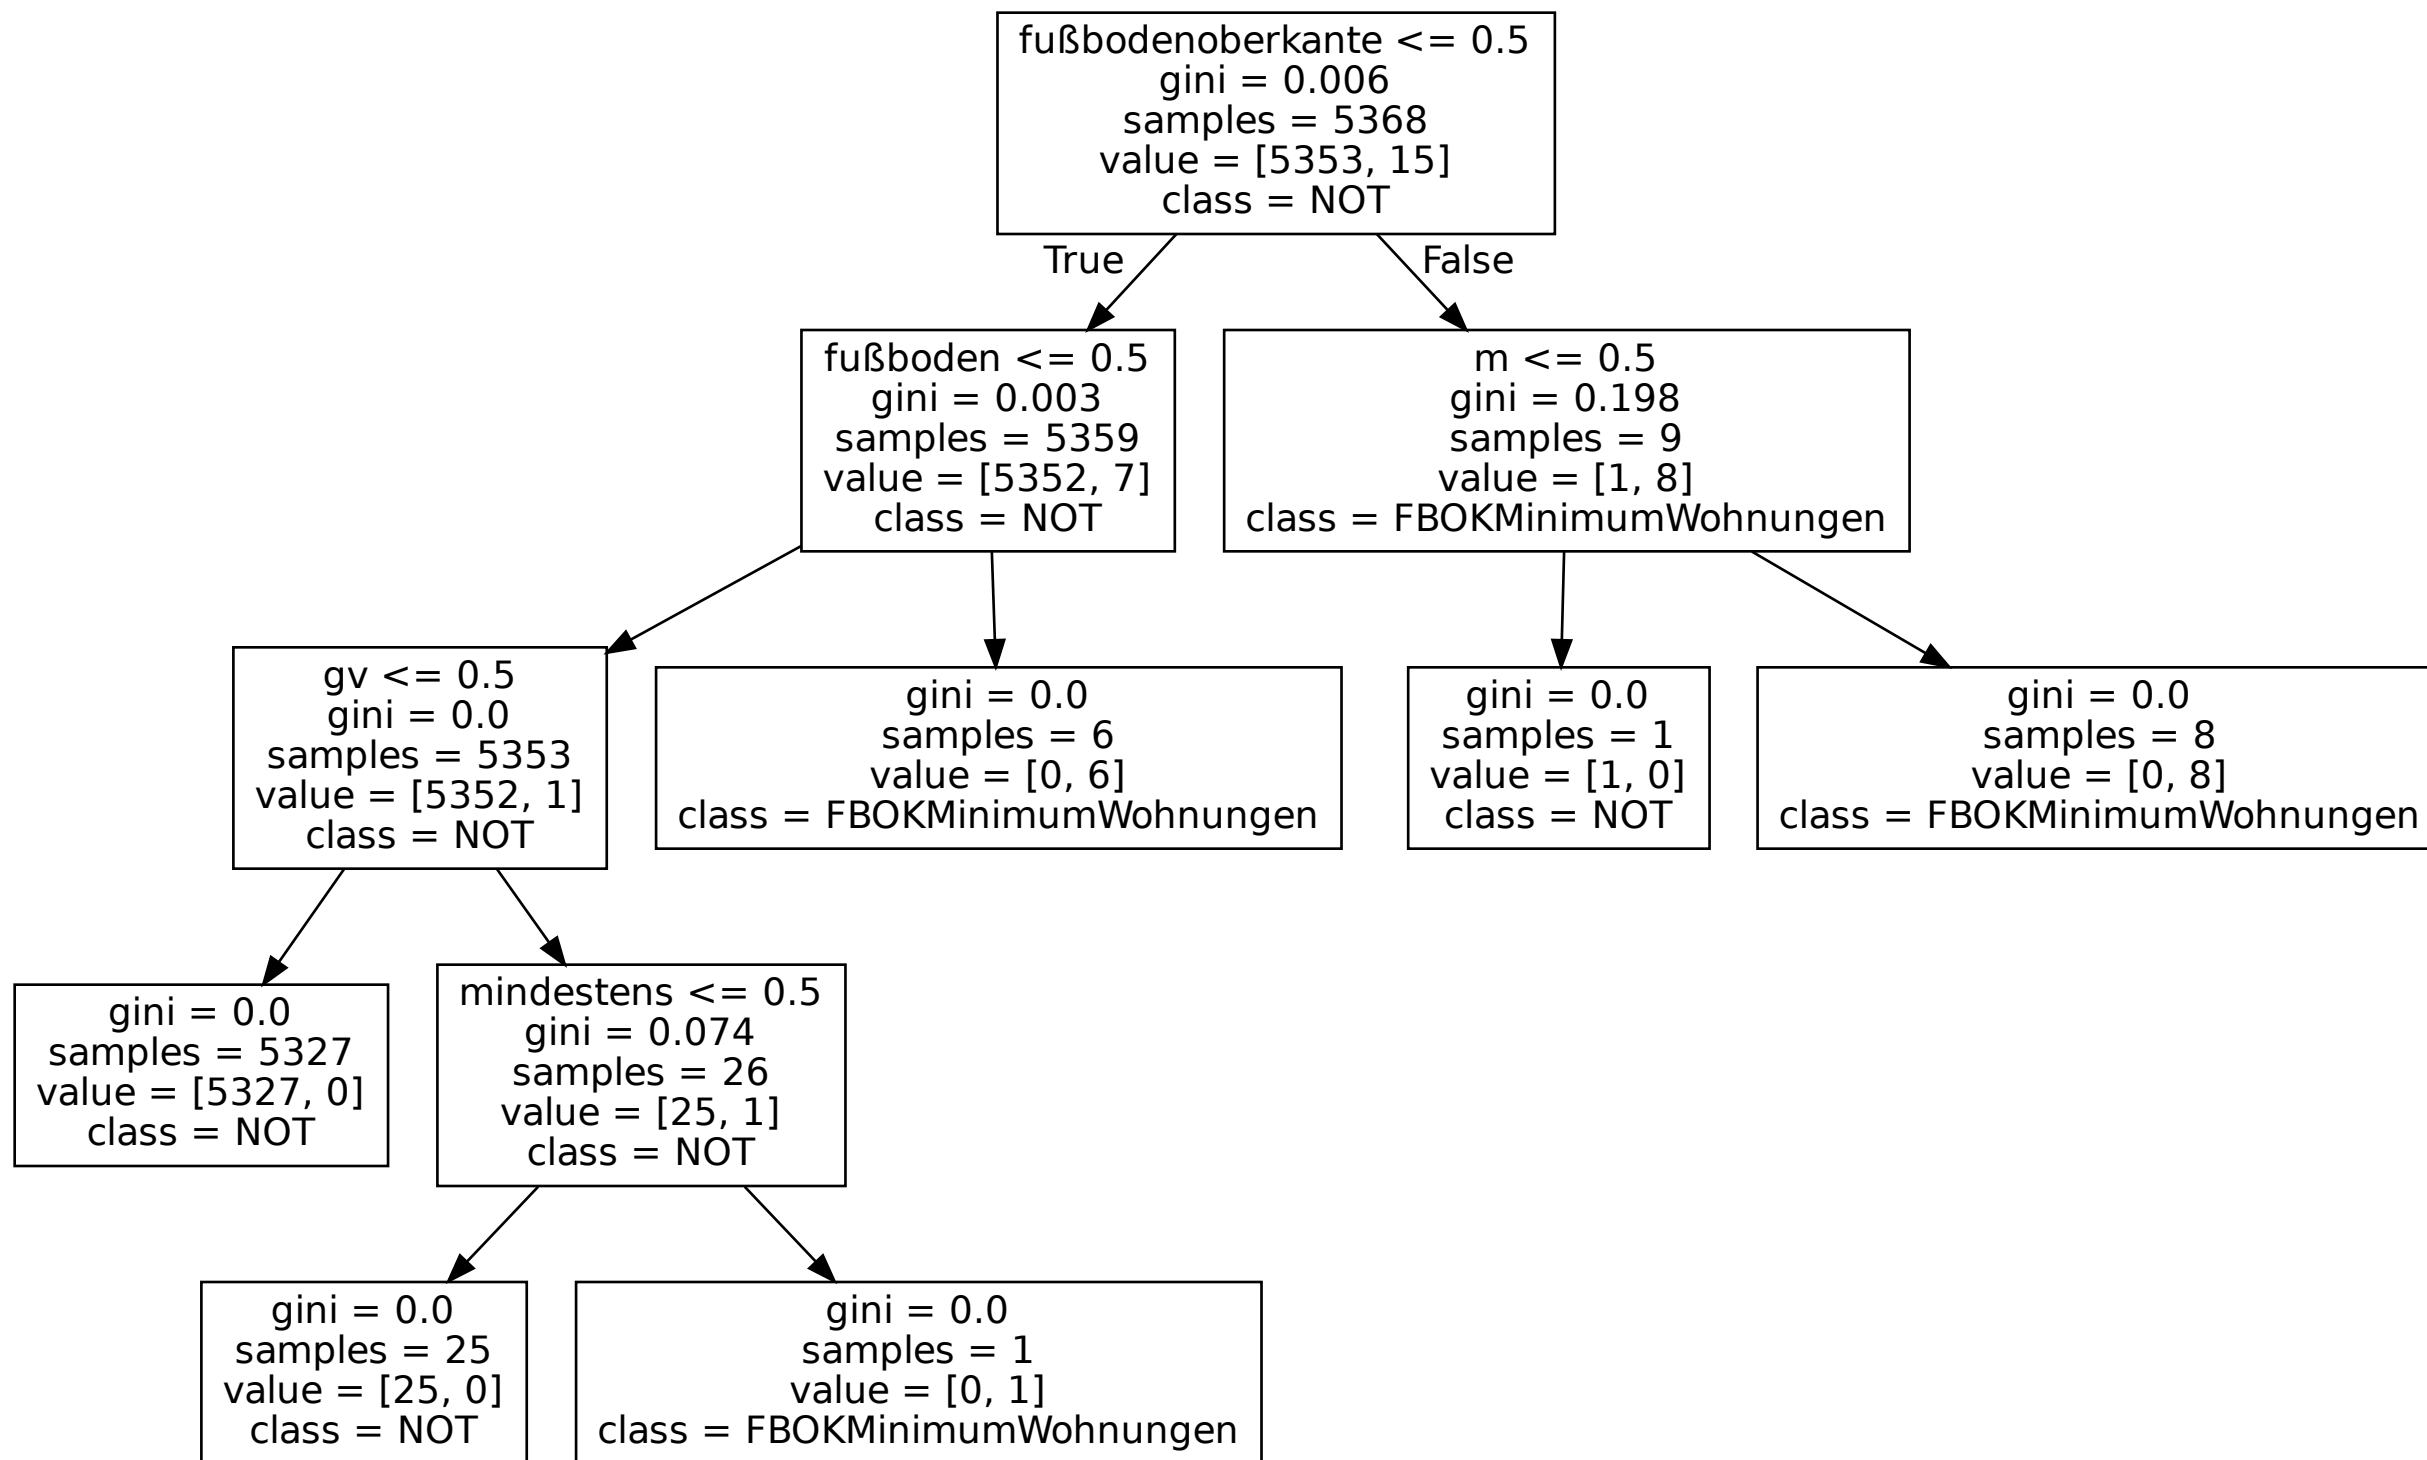 fußbodenoberkante <= 0.5
gini = 0.006
samples = 5368
value = [5353, 15]
class = NOT
True
False
fußboden <= 0.5
gini = 0.003
samples = 5359
value = [5352, 7]
class = NOT
m <= 0.5
gini = 0.198
samples = 9
value = [1, 8]
class = FBOKMinimumWohnungen
gv <= 0.5
gini = 0.0
samples = 5353
value = [5352, 1]
class = NOT
gini = 0.0
samples = 6
value = [0, 6]
class = FBOKMinimumWohnungen
gini = 0.0
samples = 1
value = [1, 0]
class = NOT
gini = 0.0
samples = 8
value = [0, 8]
class = FBOKMinimumWohnungen
gini = 0.0
samples = 5327
value = [5327, 0]
class = NOT
mindestens <= 0.5
gini = 0.074
samples = 26
value = [25, 1]
class = NOT
gini = 0.0
samples = 25
value = [25, 0]
class = NOT
gini = 0.0
samples = 1
value = [0, 1]
class = FBOKMinimumWohnungen